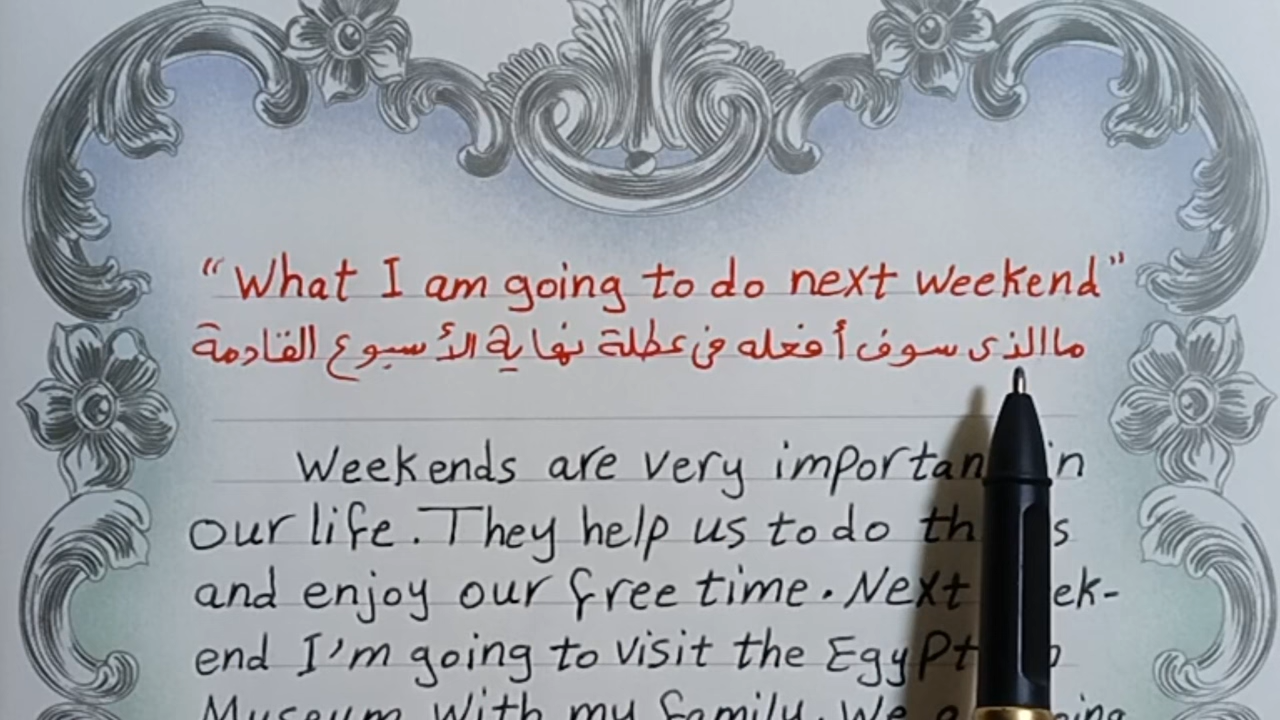 “What I am going to do next weekend”
ما الذى سوف أفعله فى عطلة نهاية الأسبوع القادمة
Weekends are very important in
our life. They help us to do
and enjoy our free time. Next
end I'm going to visit the
Museum With my family. We